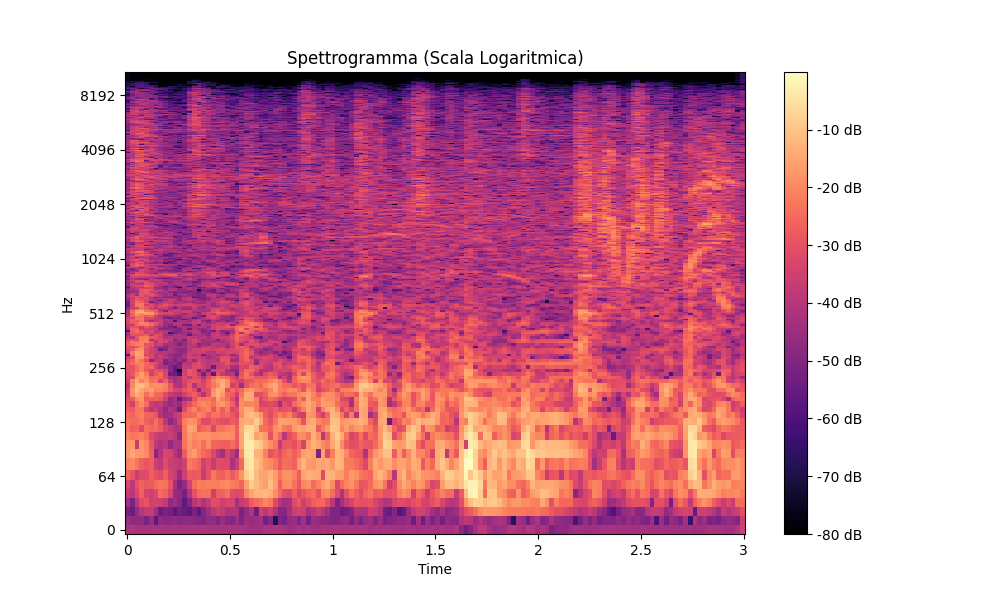 Spettrogramma (Scala Logaritmica)
8192
4096
2048
1024
512
256
128
64
0
Hz
0
0.5
1
1.5
2
2.5
3
Time
-10 dB
-20 dB
-30 dB
-40 dB
-50 dB
-60 dB
-70 dB
-80 dB